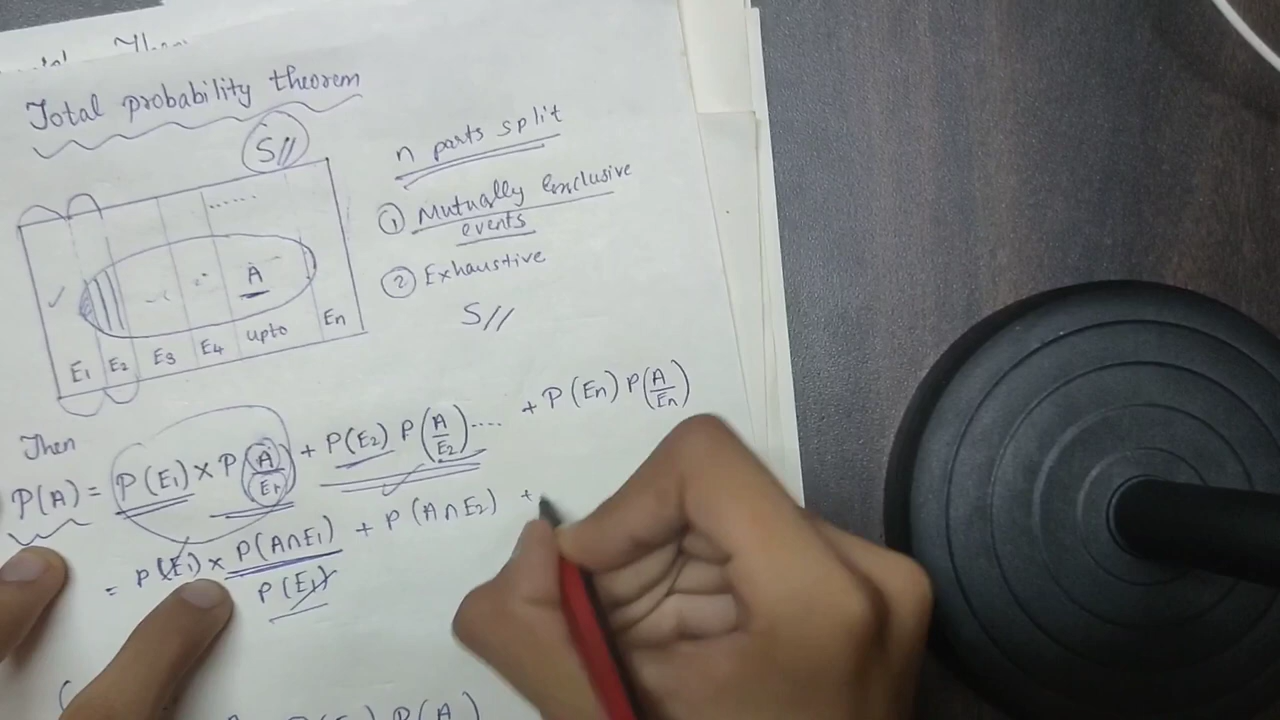 Total probability theorem
S//
n parts split
① Mutually Exclusive
events
② Exhaustive
S//
......
A
E1 E2 E3 E4 upto En
Then
P(A) = P(E1) × P(A/E1) + P(E2) P(A/E2) .... + P(En) P(A/En)
= P(E1) × P(A∩E1)/P(E1) + P(A∩E2) +
P(A)